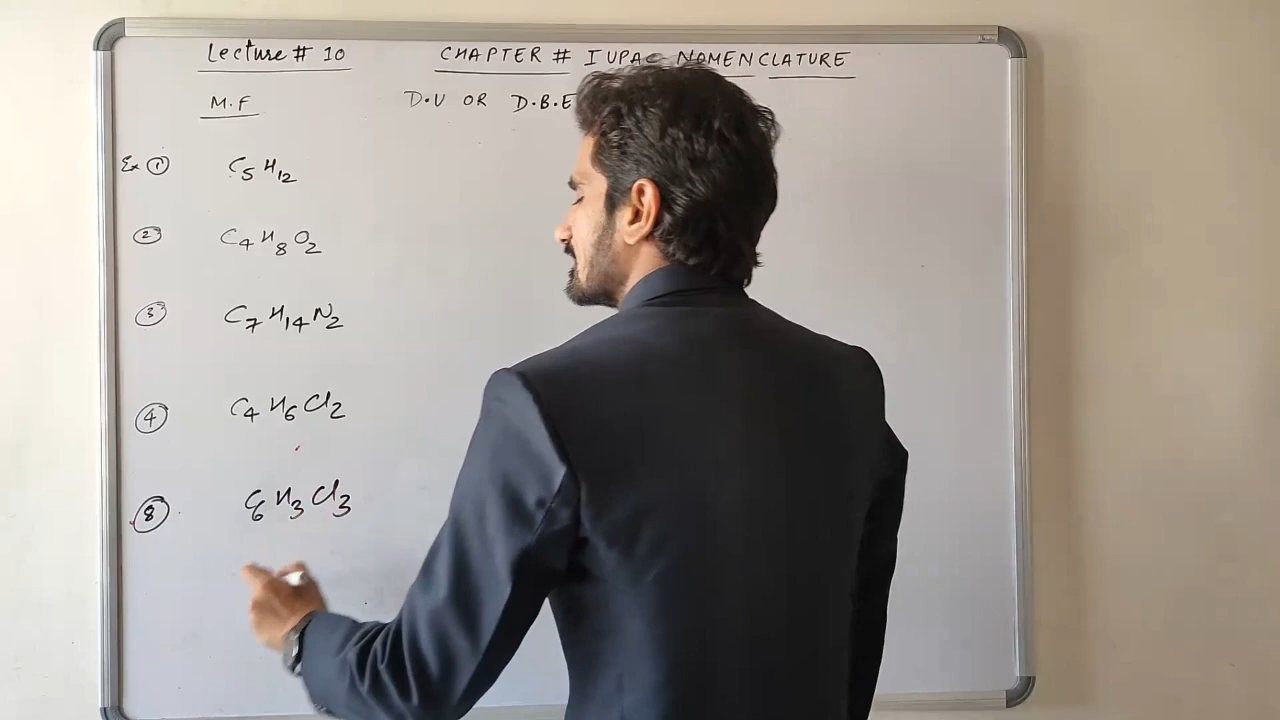 Lecture # 10 CHAPTER # IUPAC NOMENCLATURE
M.F D.U OR D.B.E
Ex ① C₅H₁₂
② C₄H₈O₂
③ C₇H₁₄N₂
④ C₄H₆Cl₂
⑧ C₆H₃Cl₃